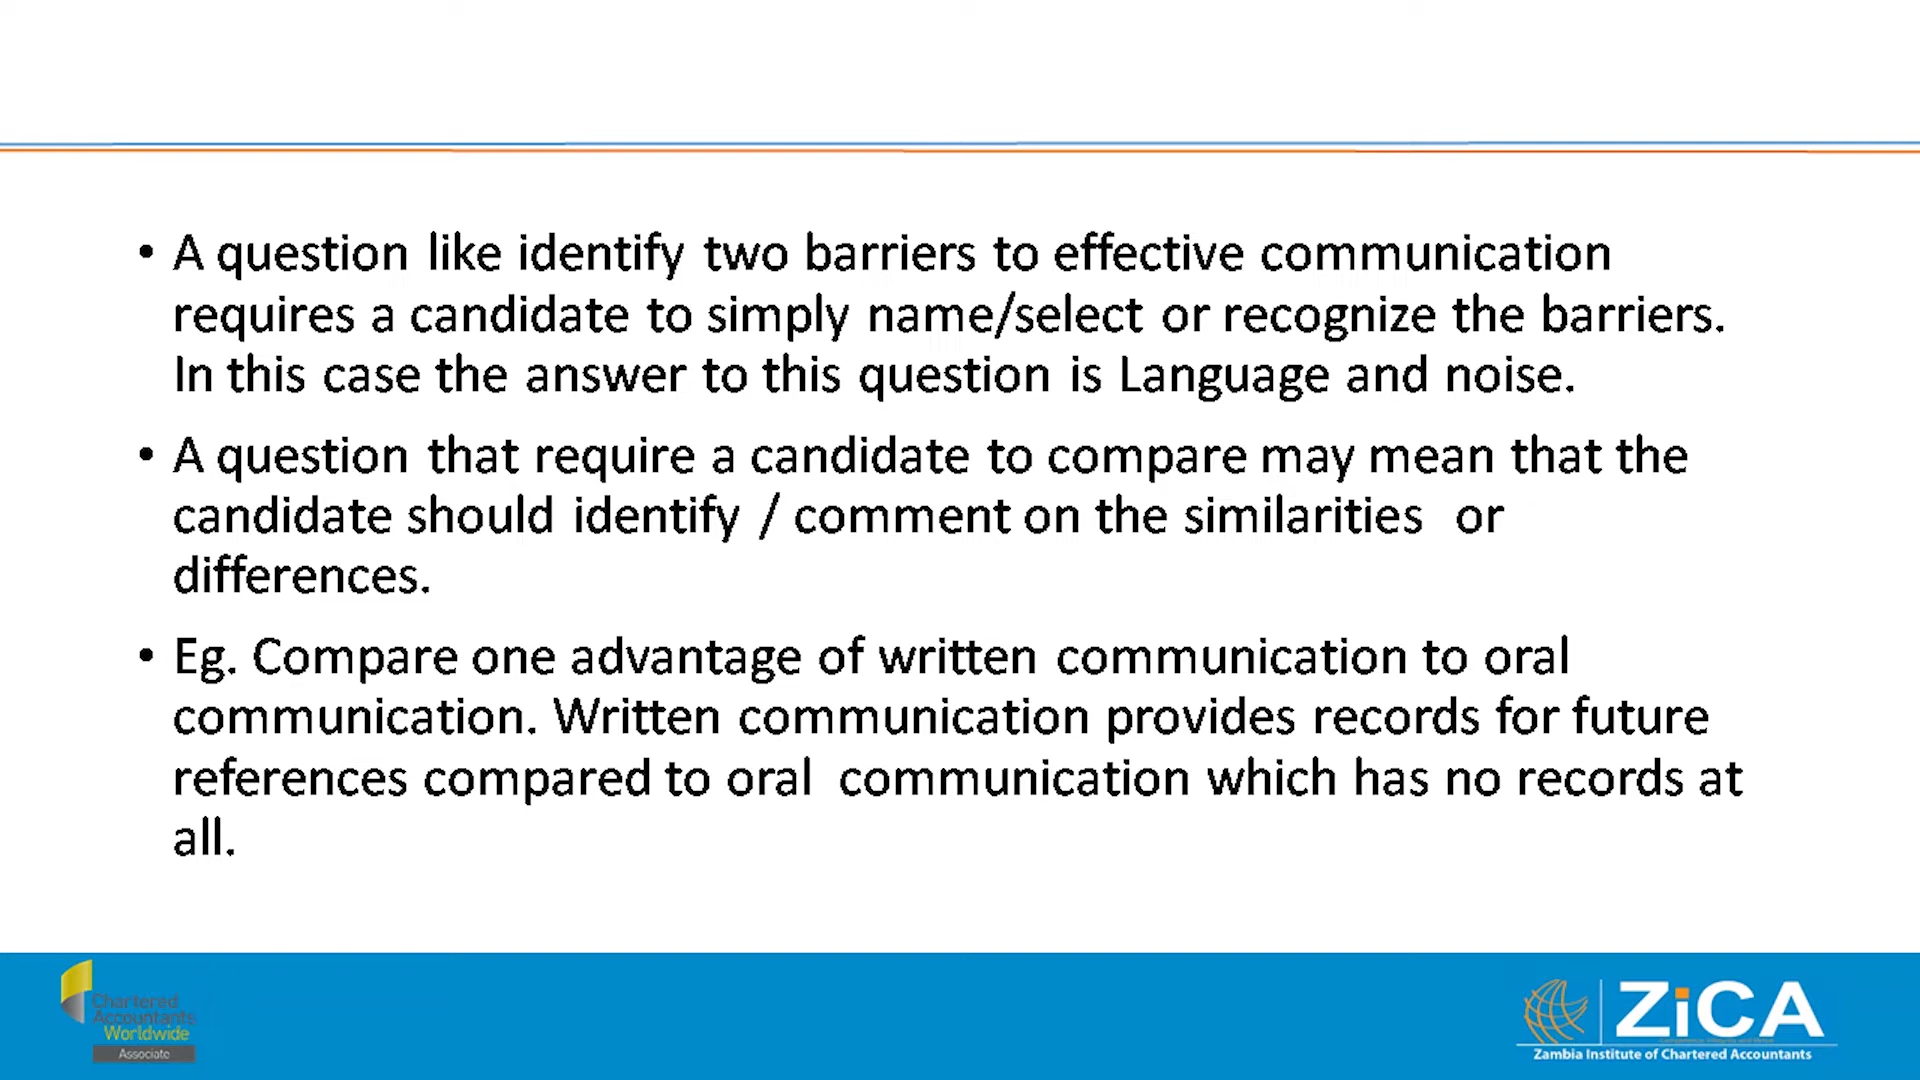 • A question like identify two barriers to effective communication
requires a candidate to simply name/select or recognize the barriers.
In this case the answer to this question is Language and noise.
• A question that require a candidate to compare may mean that the
candidate should identify / comment on the similarities or
differences.
• Eg. Compare one advantage of written communication to oral
communication. Written communication provides records for future
references compared to oral communication which has no records at
all.
Chartered
Accountants
Worldwide
Associate
ZiCA
Zambia Institute of Chartered Accountants